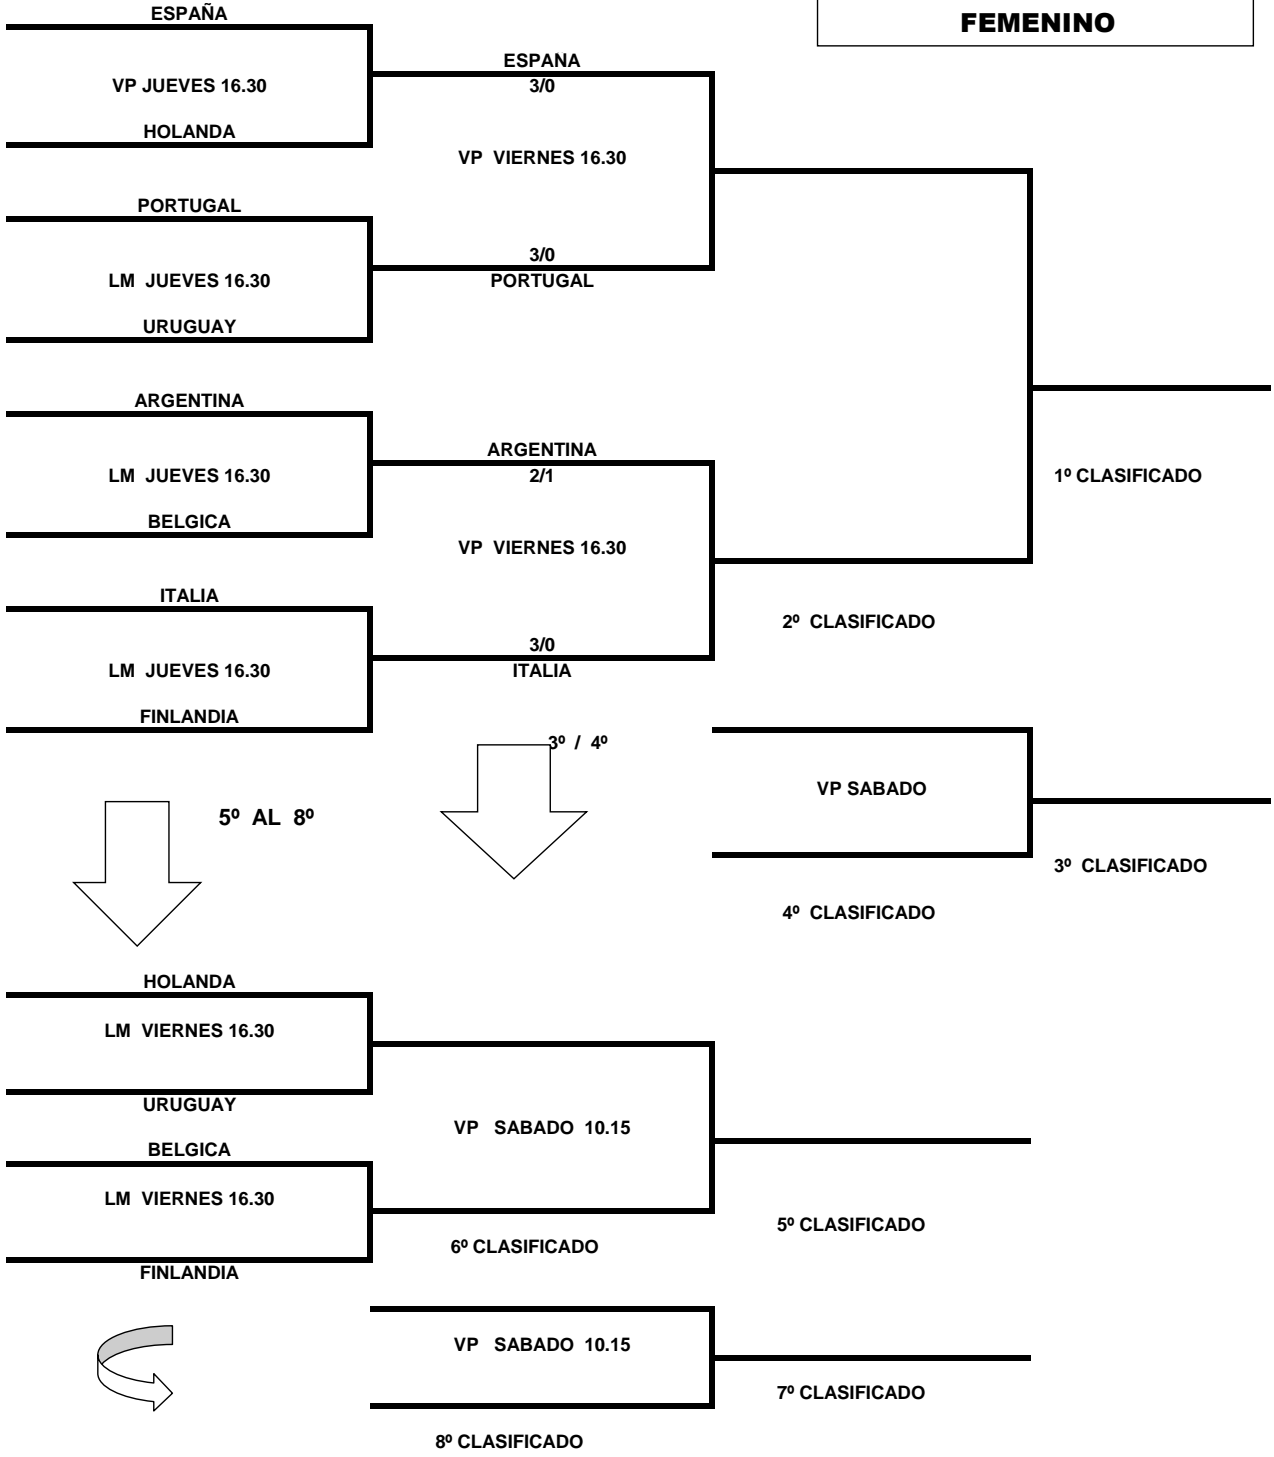 FEMENINO
ESPAÑA
VP JUEVES 16.30
HOLANDA
ESPANA
3/0
VP VIERNES 16.30
PORTUGAL
LM JUEVES 16.30
URUGUAY
3/0
PORTUGAL
ARGENTINA
LM JUEVES 16.30
BELGICA
ARGENTINA
2/1
VP VIERNES 16.30
1º CLASIFICADO
ITALIA
LM JUEVES 16.30
FINLANDIA
3/0
ITALIA
2º CLASIFICADO
3º / 4º
VP SABADO
5º AL 8º
3º CLASIFICADO
4º CLASIFICADO
HOLANDA
LM VIERNES 16.30
URUGUAY
VP SABADO 10.15
BELGICA
LM VIERNES 16.30
FINLANDIA
5º CLASIFICADO
6º CLASIFICADO
VP SABADO 10.15
7º CLASIFICADO
8º CLASIFICADO